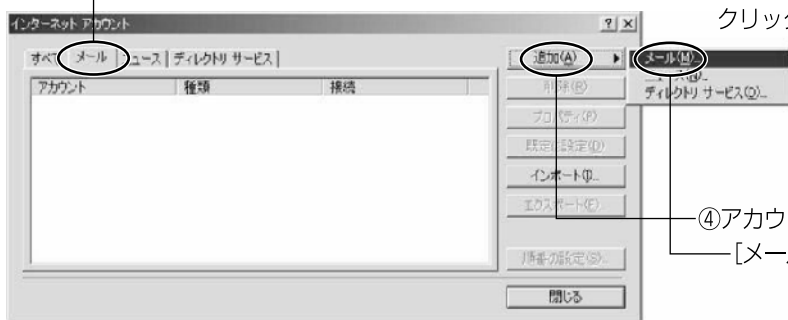 クリック
インターネット アカウント
すべて メール ニュース ディレクトリ サービス
アカウント 種類 接続
追加(A)
削除(R)
プロパティ(P)
既定に設定(D)
インポート(I)...
エクスポート(E)...
順番の設定(S)...
閉じる
メール(M)...
ニュース(N)...
ディレクトリ サービス(D)...
④アカウ
[メー